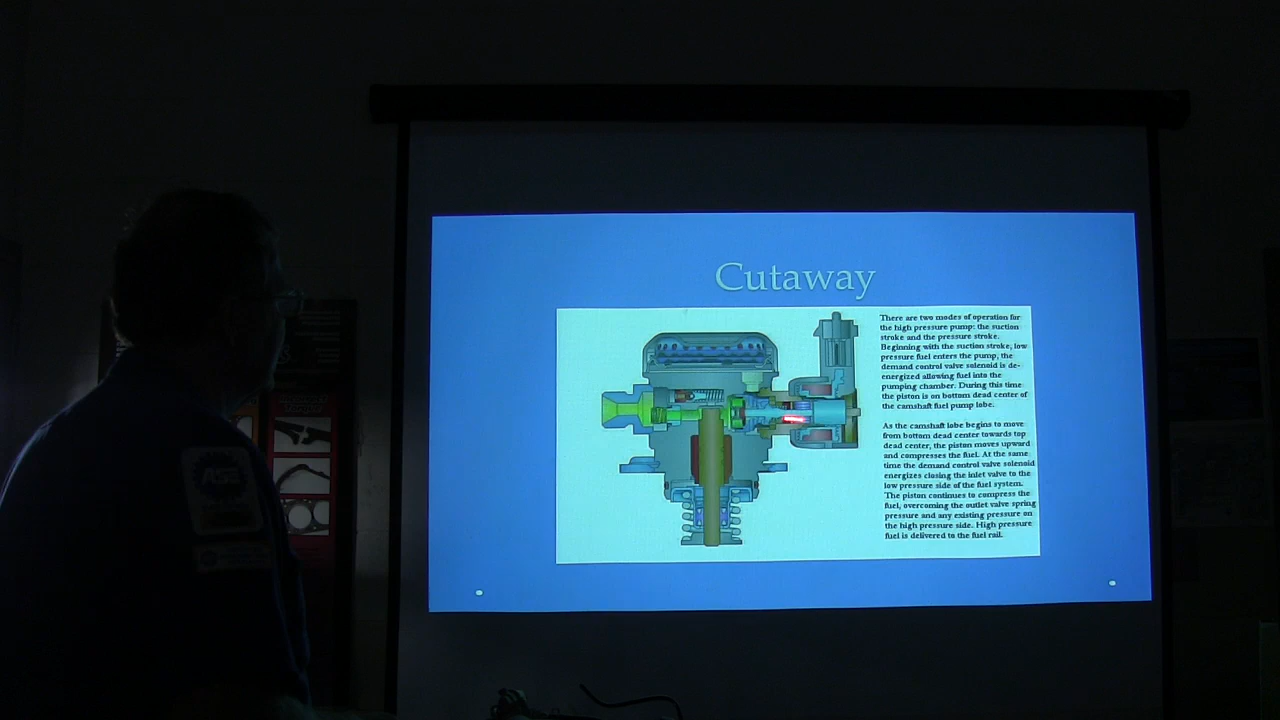 Cutaway
There are two modes of operation for
the high pressure pump: the suction
stroke and the pressure stroke.
Beginning with the suction stroke, low
pressure fuel enters the pump, the
demand control valve solenoid is de-
energized allowing fuel into the
pumping chamber. During this time
the piston is on bottom dead center of
the camshaft fuel pump lobe.
As the camshaft lobe begins to move
from bottom dead center towards top
dead center, the piston moves upward
and compresses the fuel. At the same
time the demand control valve solenoid
energizes closing the inlet valve to the
low pressure side of the fuel system.
The piston continues to compress the
fuel, overcoming the outlet valve spring
pressure and any existing pressure on
the high pressure side. High pressure
fuel is delivered to the fuel rail.